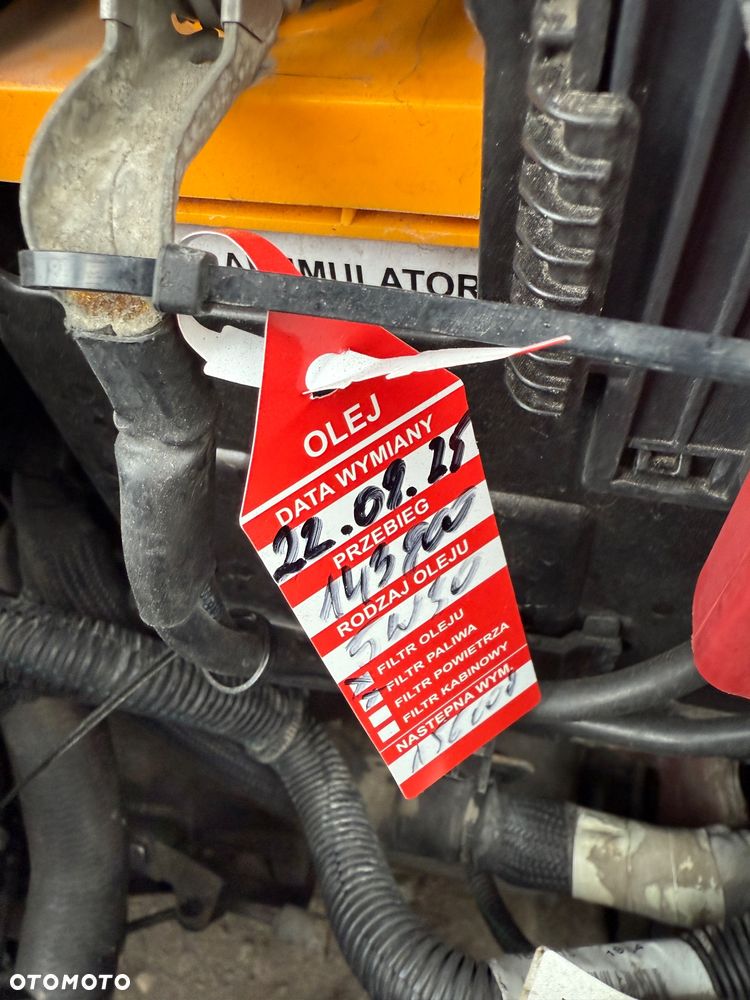 MULATOR
OLEJ
DATA WYMIANY
22.09.25
PRZEBIEG
143900
RODZAJ OLEJU
5W30
FILTR OLEJU
FILTR PALIWA
FILTR POWIETRZA
FILTR KABINOWY
NASTĘPNA WYM.
OTOMOTO